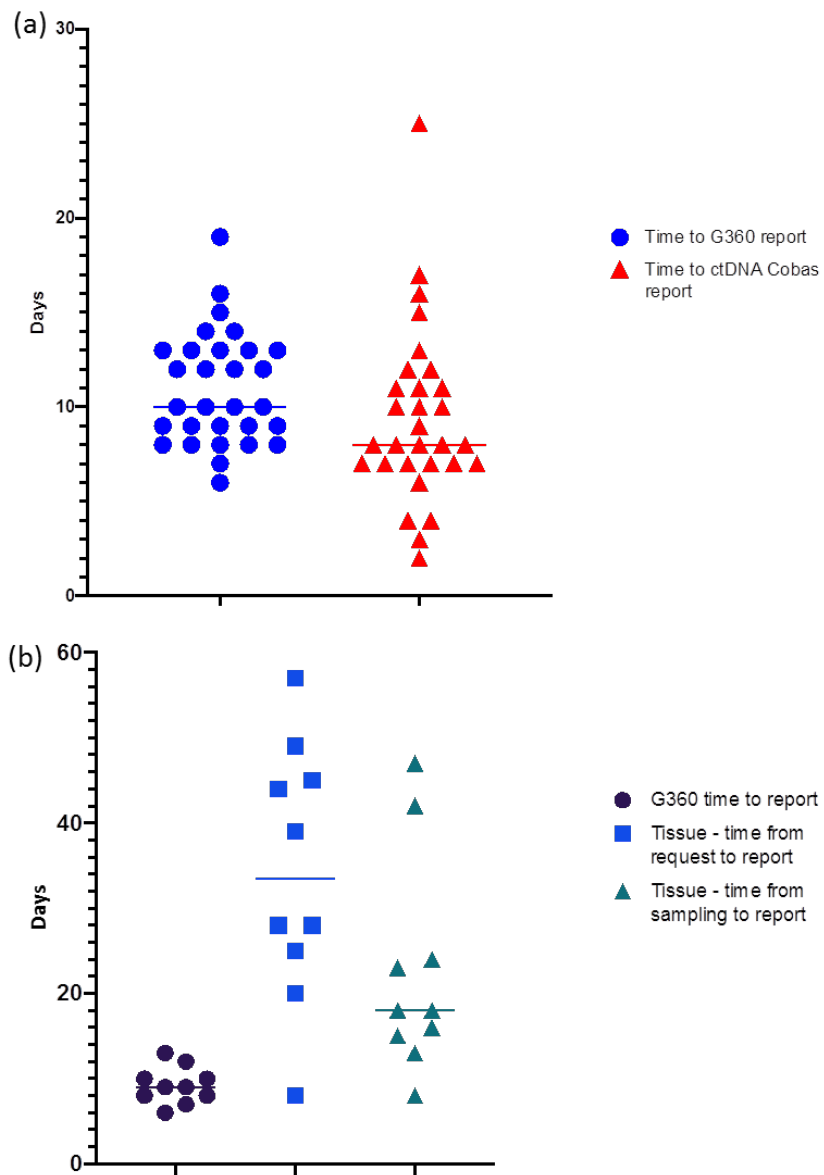 (a)
30
20
10
0
Days
Time to G360 report
Time to ctDNA Cobas
report
(b)
60
40
20
0
Days
G360 time to report
Tissue - time from
request to report
Tissue - time from
sampling to report